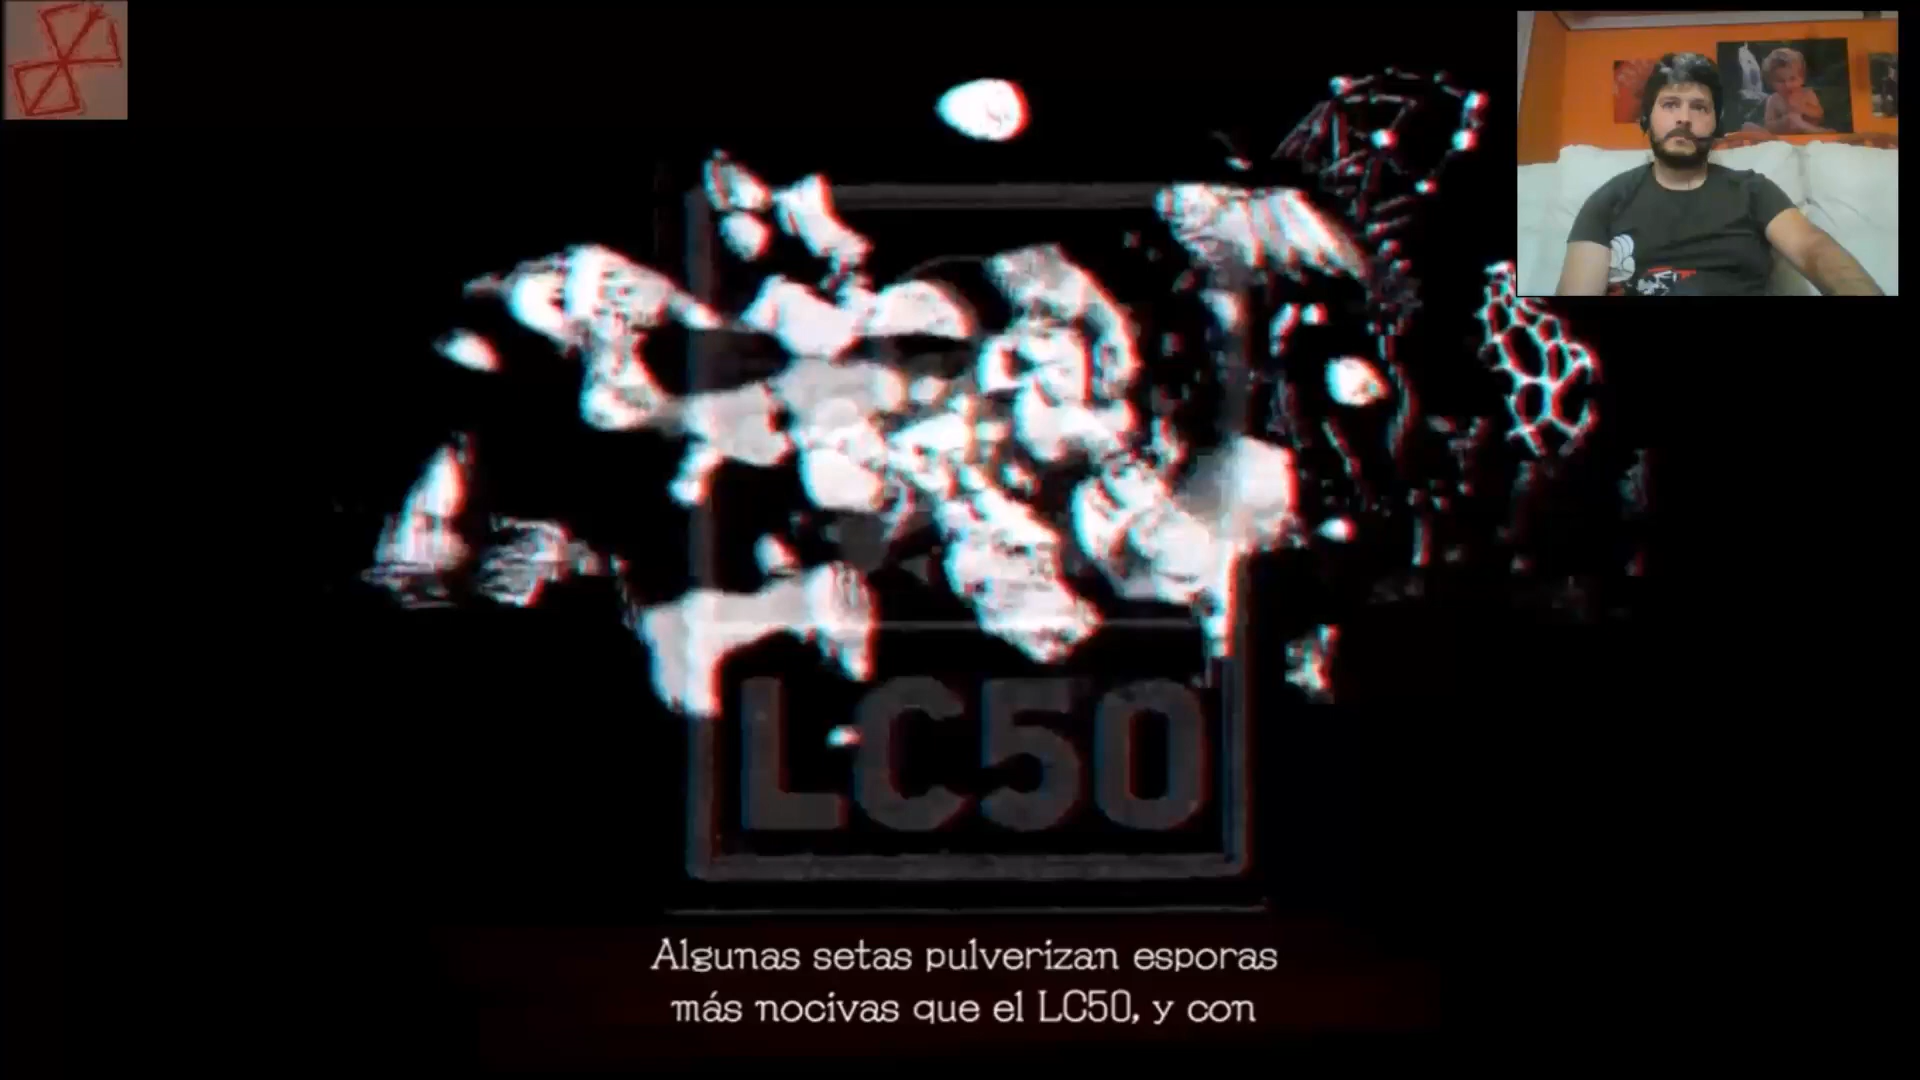 LC50
Algunas setas pulverizan esporas
más nocivas que el LC50, y con